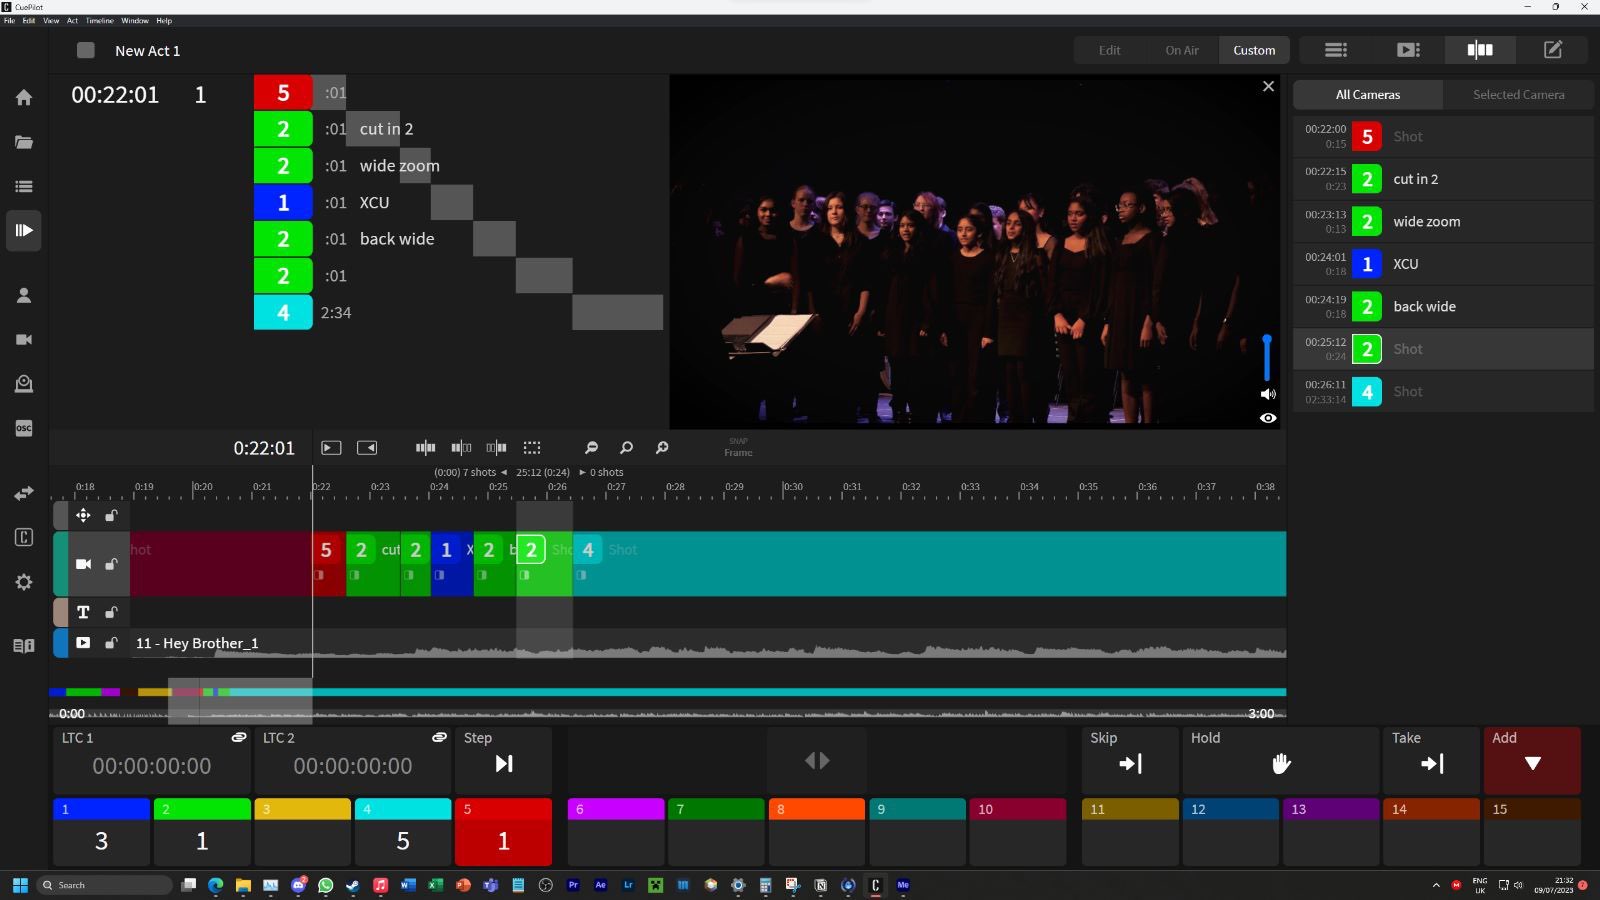 CuePilot
File Edit View Act Timeline Window Help
New Act 1
Edit On Air Custom
00:22:01 1
5 :01
2 :01 cut in 2
2 :01 wide zoom
1 :01 XCU
2 :01 back wide
2 :01
4 2:34
All Cameras Selected Camera
00:22:00 0:15 5 Shot
00:22:15 0:23 2 cut in 2
00:23:13 0:13 2 wide zoom
00:24:01 0:18 1 XCU
00:24:19 0:18 2 back wide
00:25:12 0:24 2 Shot
00:26:11 02:33:14 4 Shot
OSC
0:22:01
SNAP
Frame
(0:00) 7 shots ◄ 25:12 (0:24) ► 0 shots
0:18 0:19 0:20 0:21 0:22 0:23 0:24 0:25 0:26 0:27 0:28 0:29 0:30 0:31 0:32 0:33 0:34 0:35 0:36 0:37 0:38
hot 5 2 cut 2 1 X 2 b 2 Sho 4 Shot
T
11 - Hey Brother_1
0:00 3:00
LTC 1 LTC 2 Step Skip Hold Take Add
00:00:00:00 00:00:00:00
1 2 3 4 5 6 7 8 9 10 11 12 13 14 15
3 1 5 1
Search
ENG
UK
21:32
09/07/2023